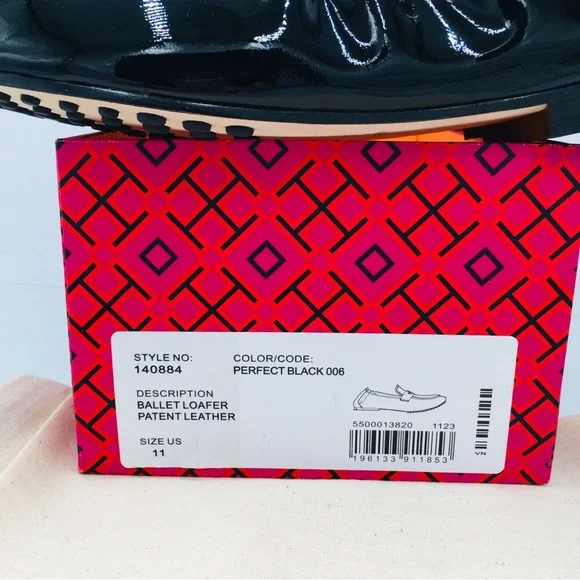 STYLE NO: COLOR/CODE:
140884 PERFECT BLACK 006
DESCRIPTION
BALLET LOAFER
PATENT LEATHER
SIZE US
11
5500013820 1123
196133 911853
VN